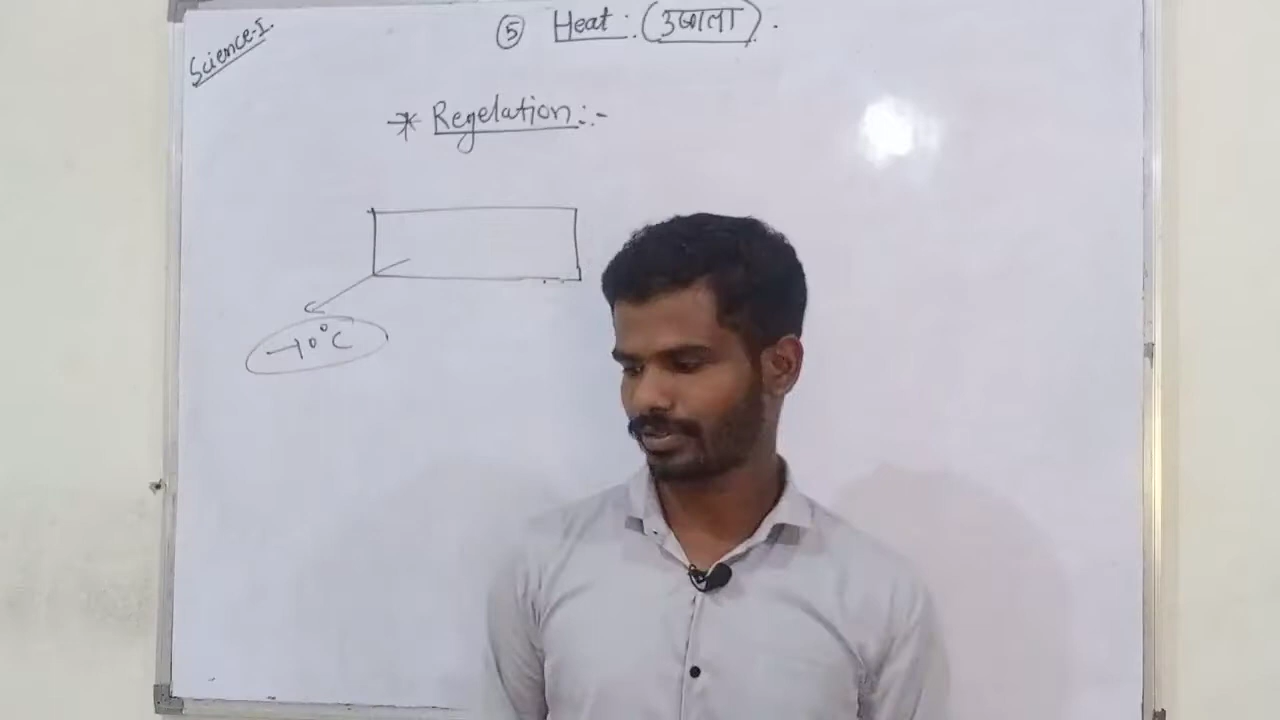 Science-I.
⑤ Heat : (उष्णता).
* Regelation :-
-10°C